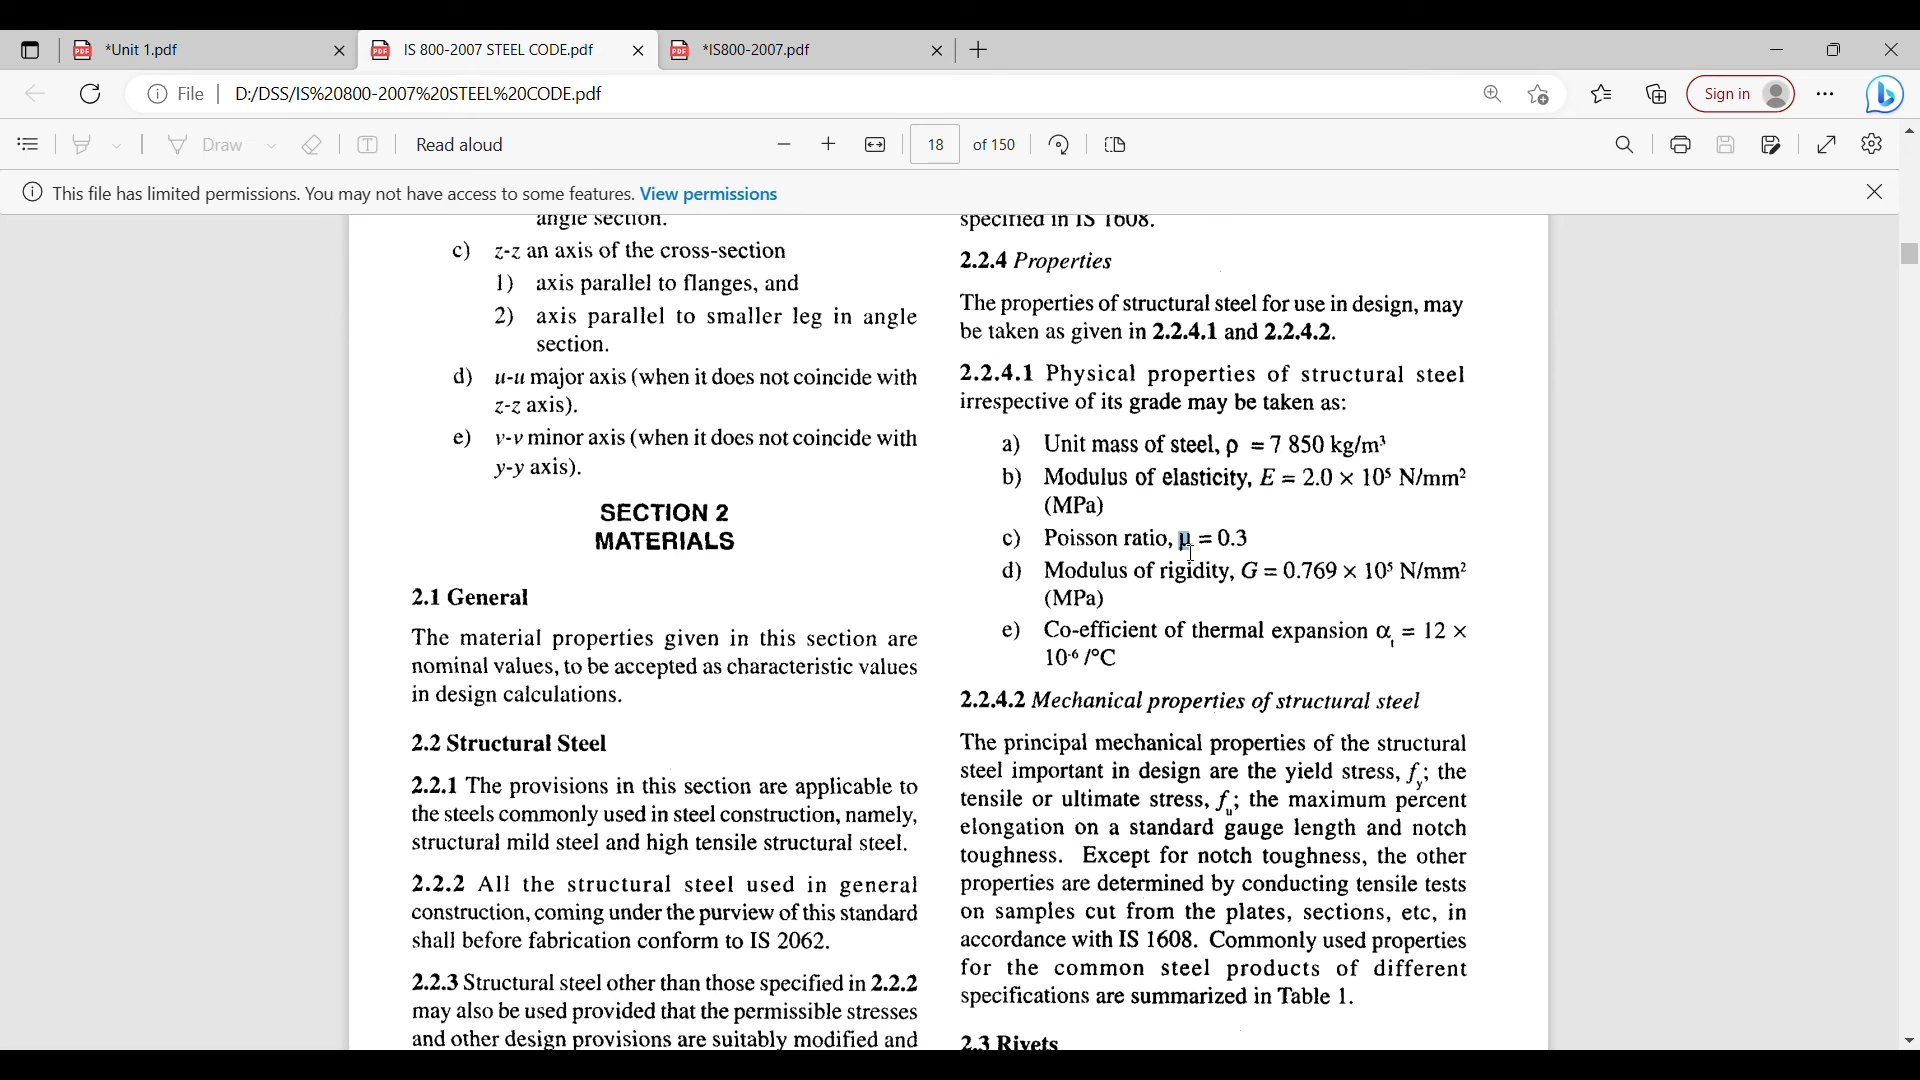 *Unit 1.pdf
IS 800-2007 STEEL CODE.pdf
*IS800-2007.pdf
File
D:/DSS/IS%20800-2007%20STEEL%20CODE.pdf
Sign in
Draw
Read aloud
18 of 150
This file has limited permissions. You may not have access to some features. View permissions
angle section.
c) z-z an axis of the cross-section
1) axis parallel to flanges, and
2) axis parallel to smaller leg in angle
section.
d) u-u major axis (when it does not coincide with
z-z axis).
e) v-v minor axis (when it does not coincide with
y-y axis).
SECTION 2
MATERIALS
2.1 General
The material properties given in this section are
nominal values, to be accepted as characteristic values
in design calculations.
2.2 Structural Steel
2.2.1 The provisions in this section are applicable to
the steels commonly used in steel construction, namely,
structural mild steel and high tensile structural steel.
2.2.2 All the structural steel used in general
construction, coming under the purview of this standard
shall before fabrication conform to IS 2062.
2.2.3 Structural steel other than those specified in 2.2.2
may also be used provided that the permissible stresses
and other design provisions are suitably modified and
specified in IS 1608.
2.2.4 Properties
The properties of structural steel for use in design, may
be taken as given in 2.2.4.1 and 2.2.4.2.
2.2.4.1 Physical properties of structural steel
irrespective of its grade may be taken as:
a) Unit mass of steel, ρ = 7 850 kg/m³
b) Modulus of elasticity, E = 2.0 × 10⁵ N/mm²
(MPa)
c) Poisson ratio, μ = 0.3
d) Modulus of rigidity, G = 0.769 × 10⁵ N/mm²
(MPa)
e) Co-efficient of thermal expansion αₜ = 12 ×
10⁻⁶ /°C
2.2.4.2 Mechanical properties of structural steel
The principal mechanical properties of the structural
steel important in design are the yield stress, fy; the
tensile or ultimate stress, fu; the maximum percent
elongation on a standard gauge length and notch
toughness. Except for notch toughness, the other
properties are determined by conducting tensile tests
on samples cut from the plates, sections, etc, in
accordance with IS 1608. Commonly used properties
for the common steel products of different
specifications are summarized in Table 1.
2.3 Rivets